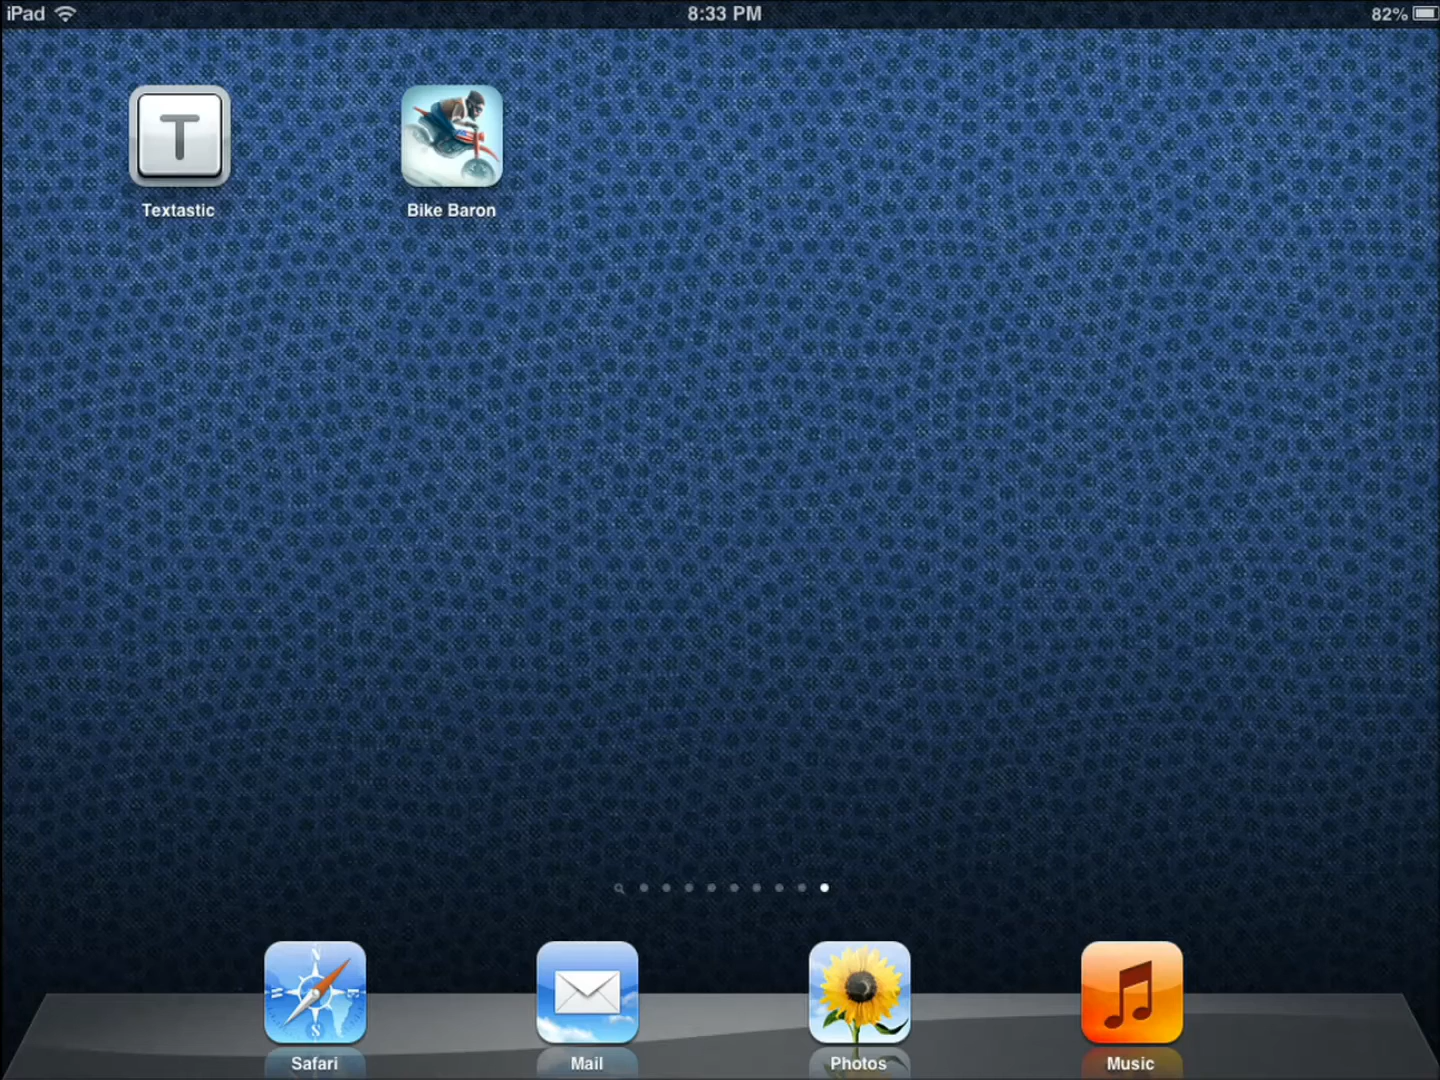 iPad 8:33 PM 82%
T
Textastic Bike Baron
N
S
Safari Mail Photos Music